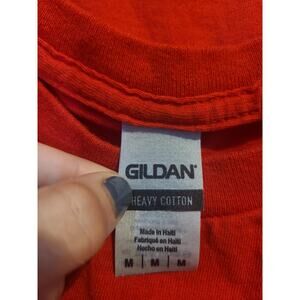 GILDAN®
HEAVY COTTON
Made in Haiti
Fabriqué en Haïti
Hecho en Haití
M | M | M